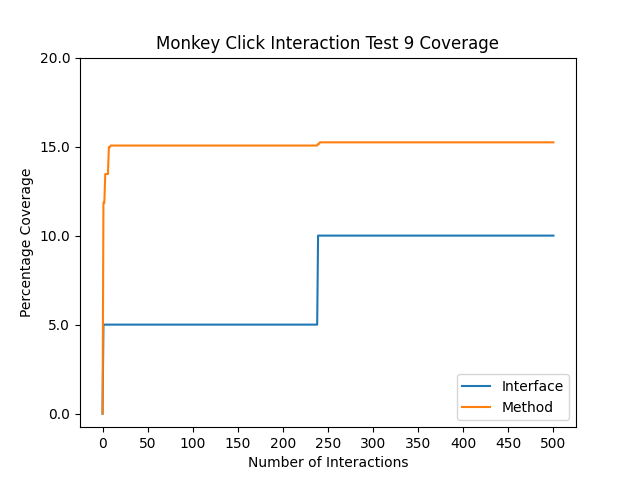 Monkey Click Interaction Test 9 Coverage
20.0
15.0
10.0
5.0
0.0
Percentage Coverage
0 50 100 150 200 250 300 350 400 450 500
Number of Interactions
Interface
Method